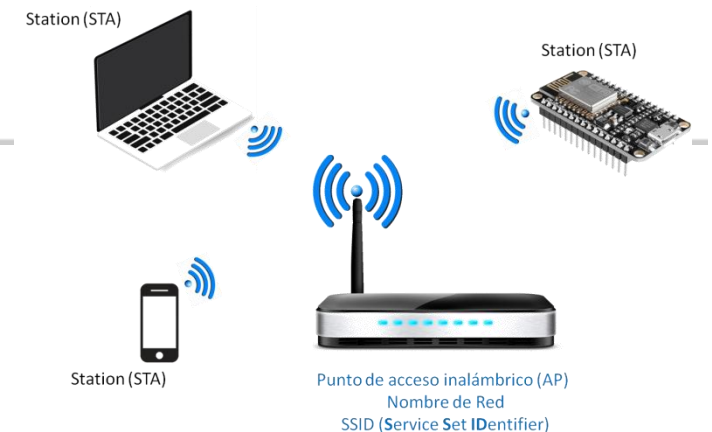 Station (STA)
Station (STA)
Station (STA)
Punto de acceso inalámbrico (AP)
Nombre de Red
SSID (Service Set IDentifier)